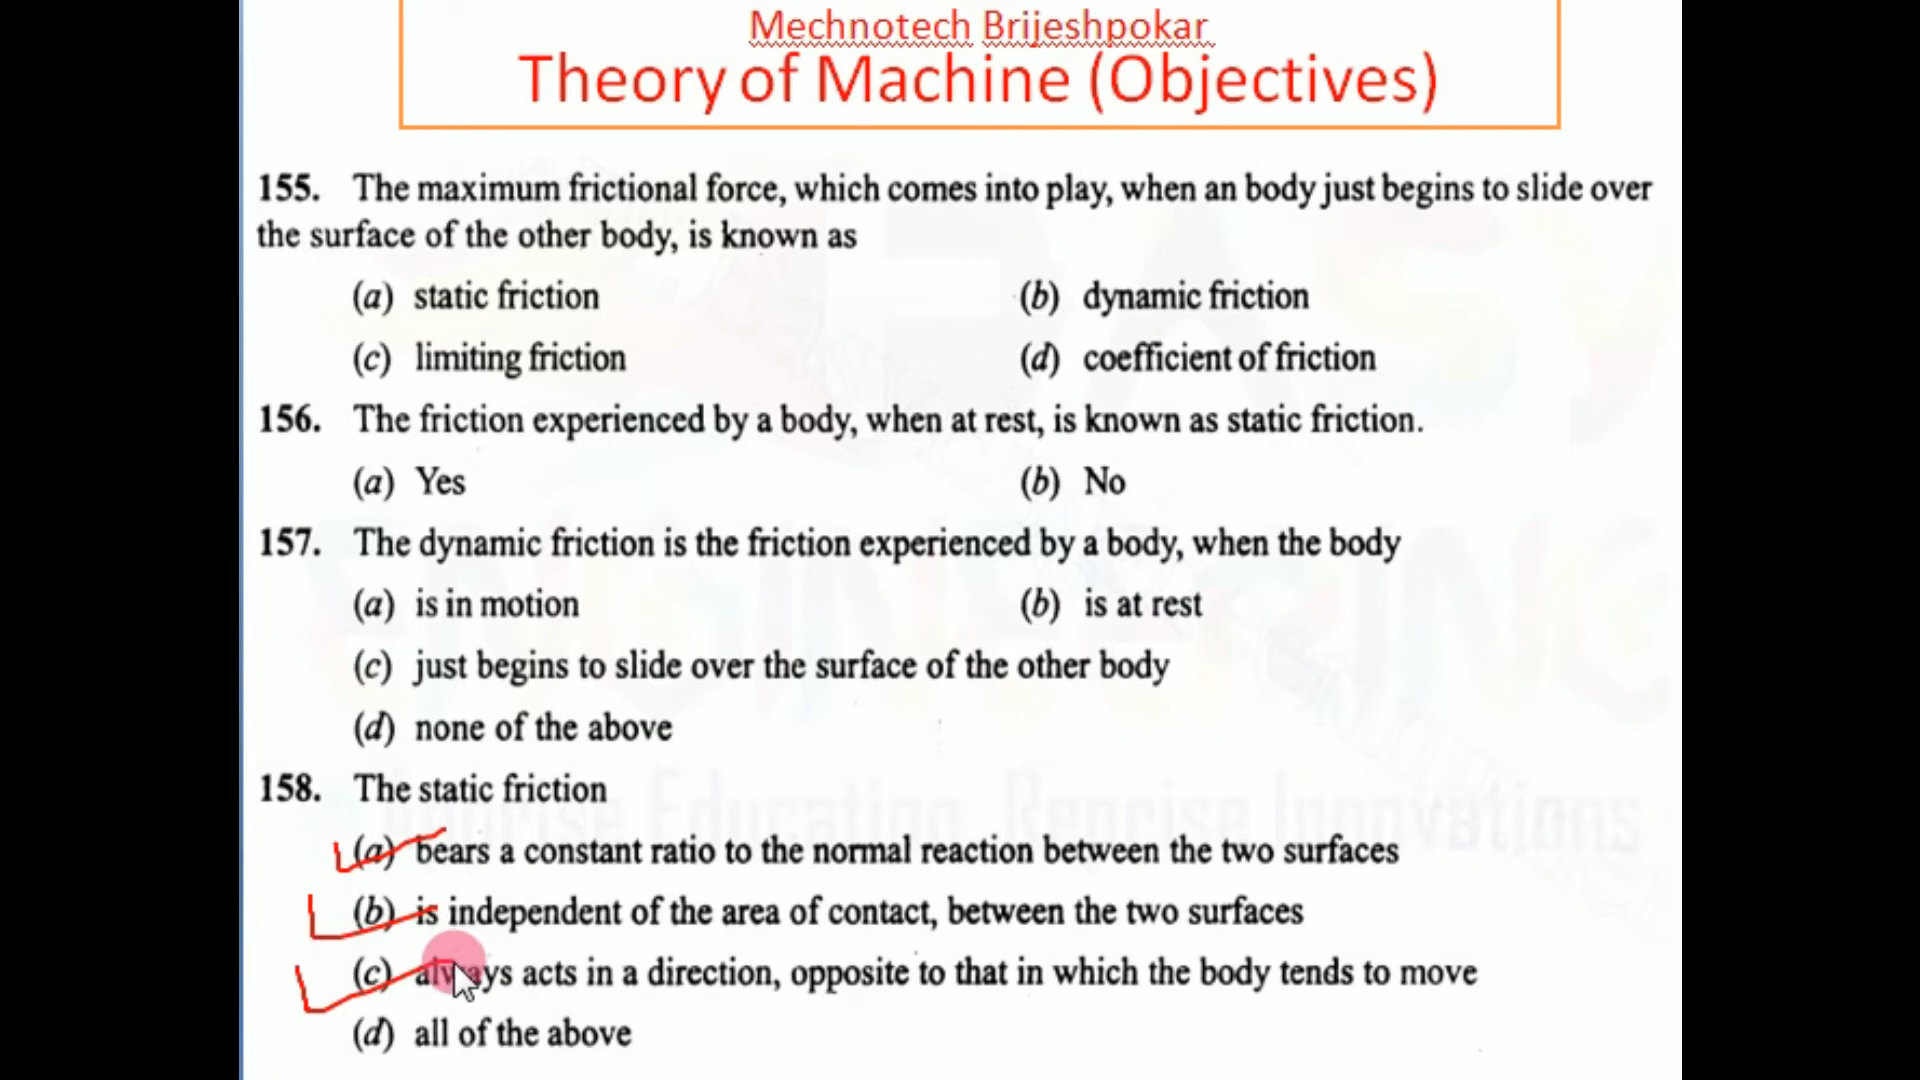 Mechnotech Brijeshpokar
Theory of Machine (Objectives)
155. The maximum frictional force, which comes into play, when an body just begins to slide over
the surface of the other body, is known as
(a) static friction (b) dynamic friction
(c) limiting friction (d) coefficient of friction
156. The friction experienced by a body, when at rest, is known as static friction.
(a) Yes (b) No
157. The dynamic friction is the friction experienced by a body, when the body
(a) is in motion (b) is at rest
(c) just begins to slide over the surface of the other body
(d) none of the above
158. The static friction
(a) bears a constant ratio to the normal reaction between the two surfaces
(b) is independent of the area of contact, between the two surfaces
(c) always acts in a direction, opposite to that in which the body tends to move
(d) all of the above